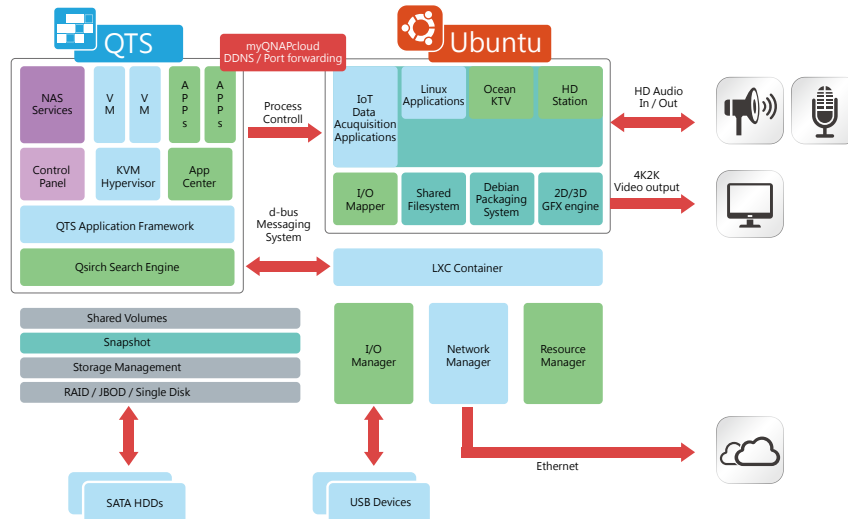 QTS
myQNAPcloud
DDNS / Port forwarding
Ubuntu
NAS
Services
V
M
V
M
A
P
P
s
A
P
P
s
Process
Controll
IoT
Data
Acuquisition
Applications
Linux
Applications
Ocean
KTV
HD
Station
HD Audio
In / Out
Control
Panel
KVM
Hypervisor
App
Center
I/O
Mapper
Shared
Filesystem
Debian
Packaging
System
2D/3D
GFX engine
4K2K
Video output
QTS Application Framework
d-bus
Messaging
System
Qsirch Search Engine
LXC Container
Shared Volumes
Snapshot
Storage Management
RAID / JBOD / Single Disk
I/O
Manager
Network
Manager
Resource
Manager
Ethernet
SATA HDDs
USB Devices